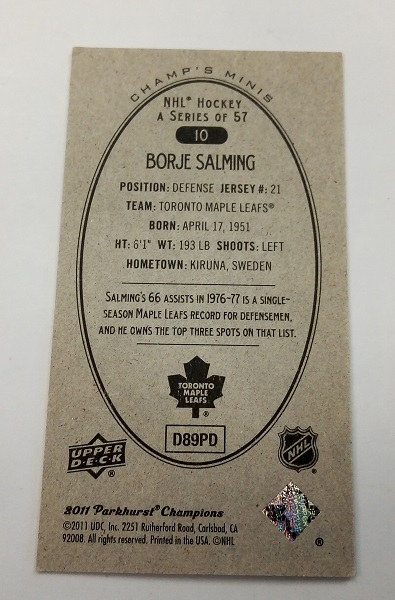 CHAMP'S MINIS
NHL® HOCKEY
A SERIES OF 57
10
BORJE SALMING
POSITION: DEFENSE JERSEY #: 21
TEAM: TORONTO MAPLE LEAFS®
BORN: APRIL 17, 1951
HT: 6'1" WT: 193 LB SHOOTS: LEFT
HOMETOWN: KIRUNA, SWEDEN
SALMING'S 66 ASSISTS IN 1976-77 IS A SINGLE-
SEASON MAPLE LEAFS RECORD FOR DEFENSEMEN,
AND HE OWNS THE TOP THREE SPOTS ON THAT LIST.
TORONTO
MAPLE
LEAFS
®
D89PD
UPPER
D·E·C·K
®
NHL
®
2011 Parkhurst Champions
©2011 UDC, Inc. 2251 Rutherford Road, Carlsbad, CA
92008. All rights reserved. Printed in the USA. ©NHL
®